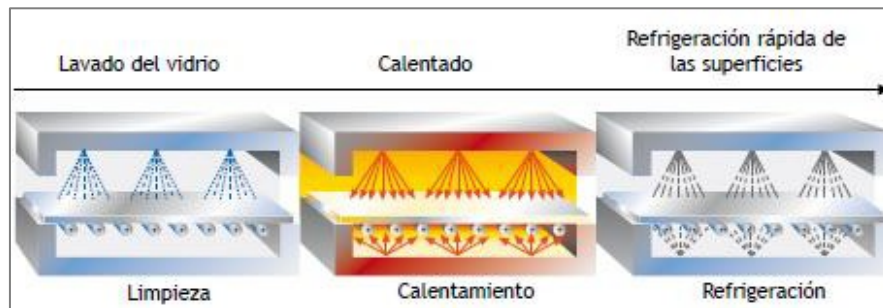 Lavado del vidrio
Calentado
Refrigeración rápida de
las superficies
Limpieza
Calentamiento
Refrigeración